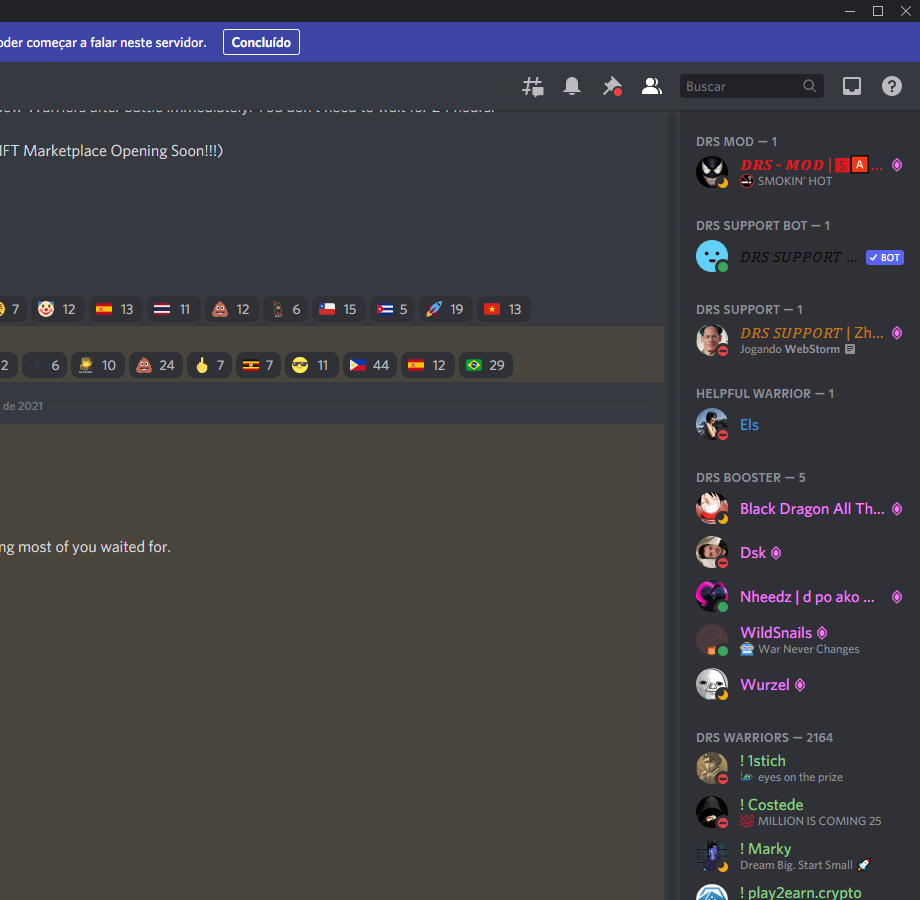 oder começar a falar neste servidor.
Concluído
Buscar
new Warriors after battle immediately! You don't need to wait for 24 hours.
IFT Marketplace Opening Soon!!!)
7 12 13 11 12 6 15 5 19 13
2 6 10 24 7 7 11 44 12 29
de 2021
ng most of you waited for.
DRS MOD — 1
DRS - MOD | S A ...
SMOKIN' HOT
DRS SUPPORT BOT — 1
DRS SUPPORT ... BOT
DRS SUPPORT — 1
DRS SUPPORT | Zh...
Jogando WebStorm
HELPFUL WARRIOR — 1
Els
DRS BOOSTER — 5
Black Dragon All Th...
Dsk
Nheedz | d po ako ...
WildSnails
War Never Changes
Wurzel
DRS WARRIORS — 2164
! 1stich
eyes on the prize
! Costede
100 MILLION IS COMING 25
! Marky
Dream Big. Start Small
! play2earn.crypto